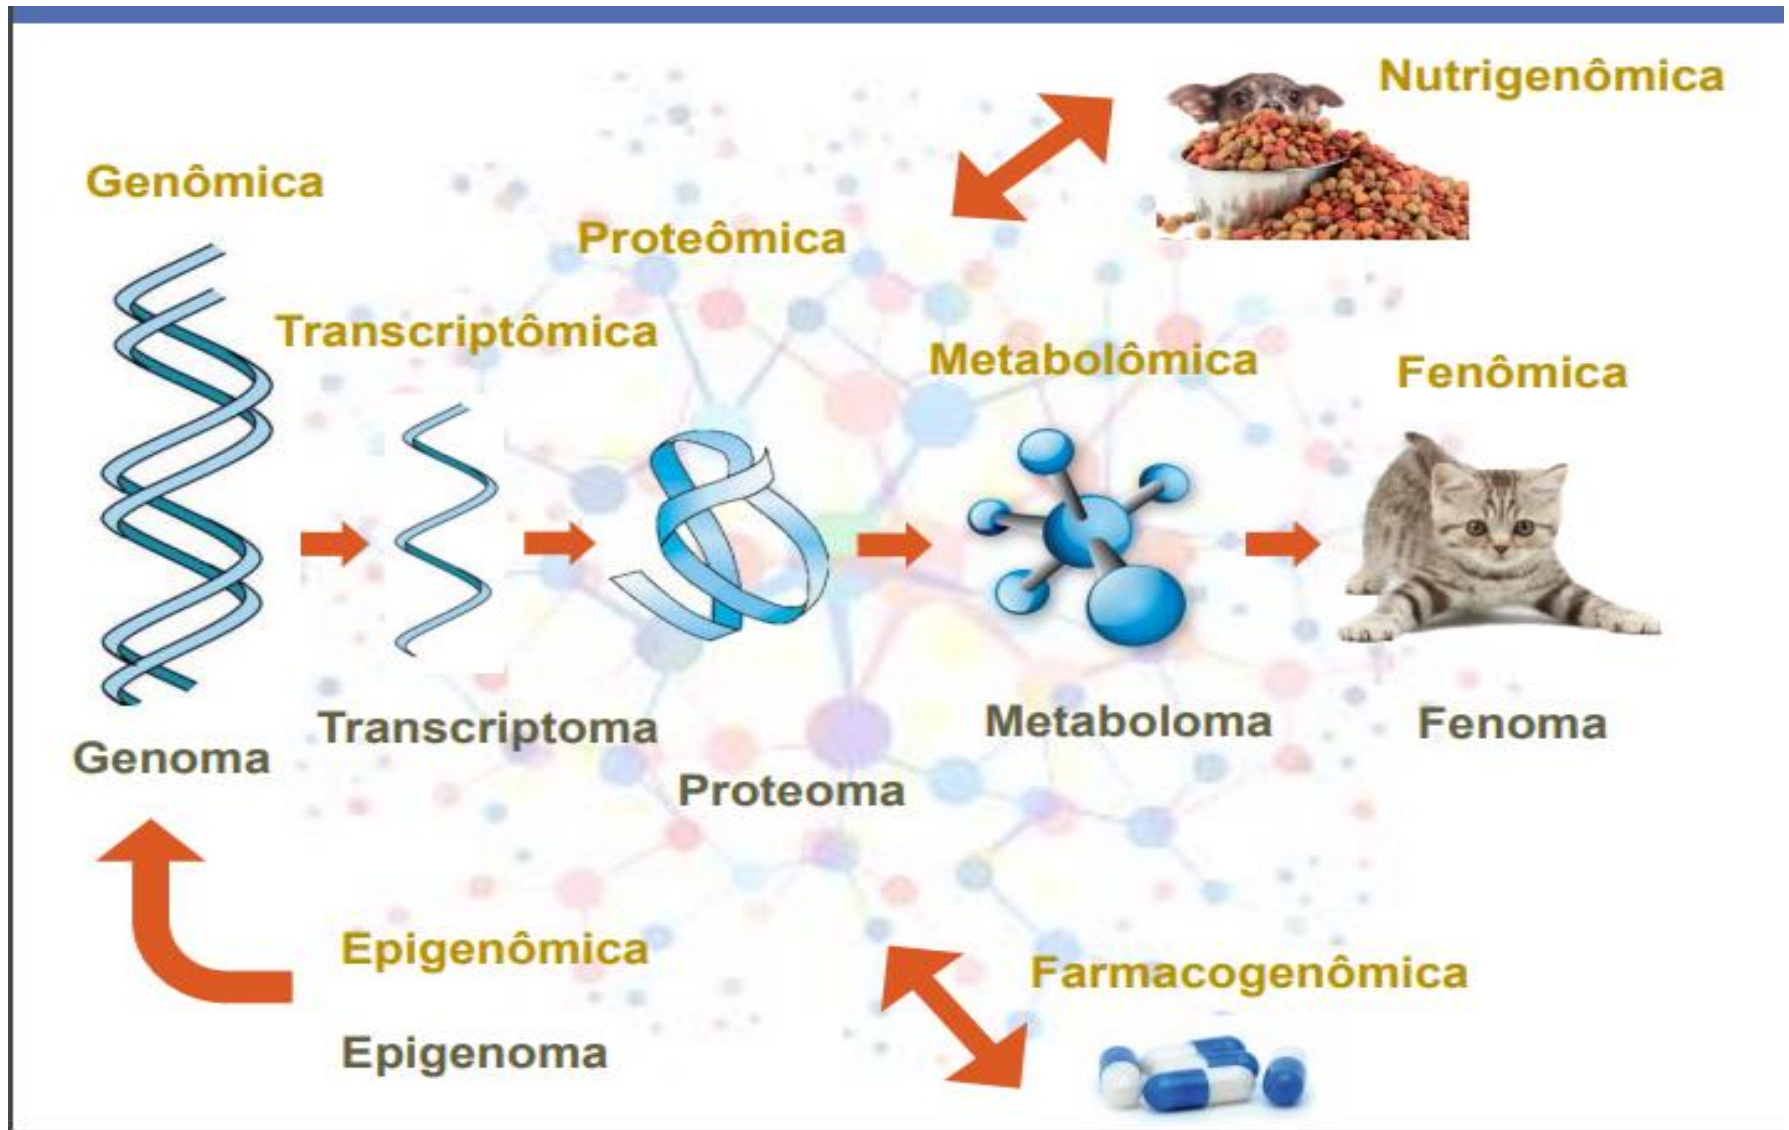 Nutrigenômica
Genômica
Proteômica
Transcriptômica
Metabolômica
Fenômica
Genoma
Transcriptoma
Proteoma
Metaboloma
Fenoma
Epigenômica
Epigenoma
Farmacogenômica